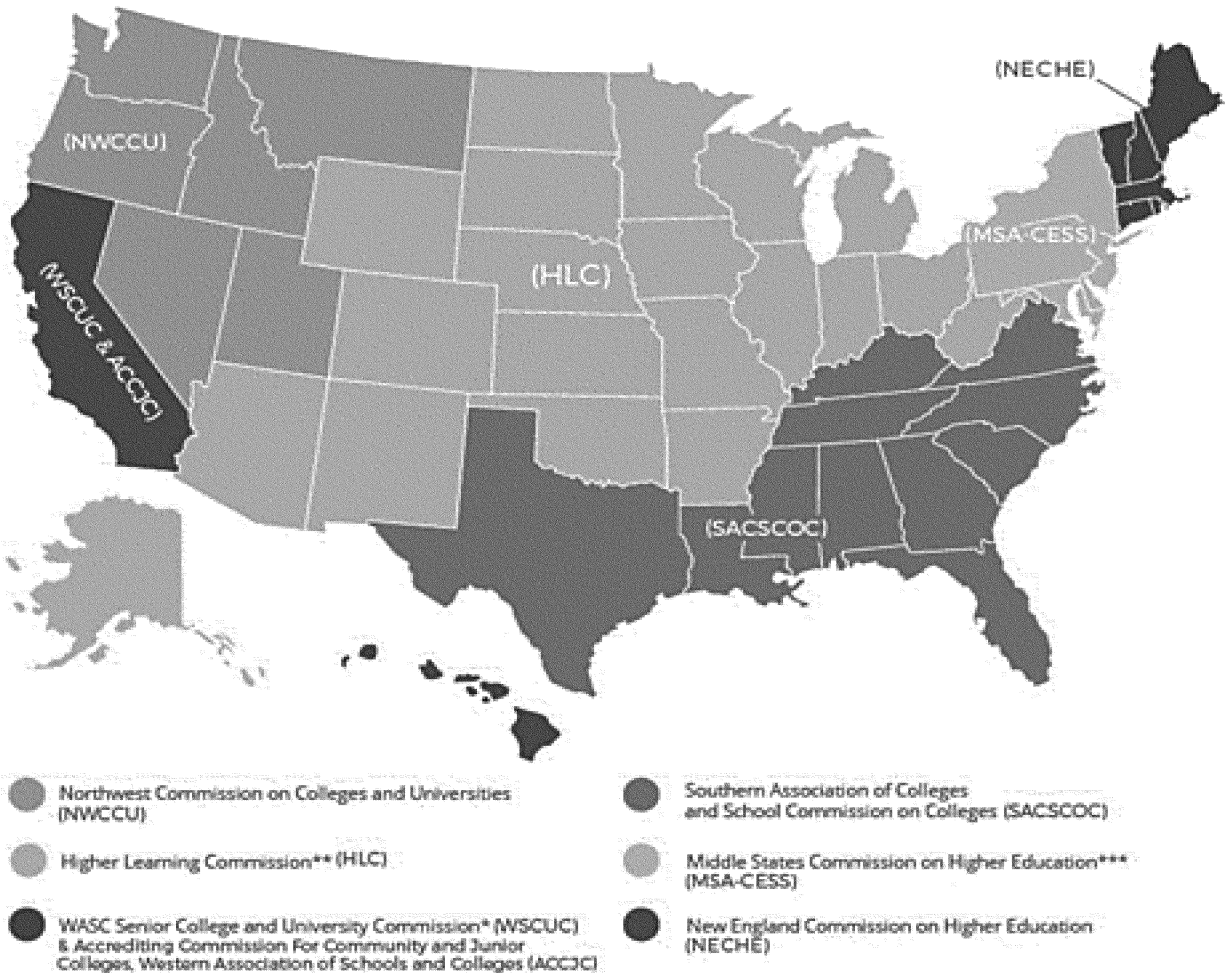 (NECHE)
(NWCCU)
(MSA-CESS)
(HLC)
(WSCUC & ACCJC)
(SACSCOC)
Northwest Commission on Colleges and Universities
(NWCCU)
Higher Learning Commission** (HLC)
WASC Senior College and University Commission* (WSCUC)
& Accrediting Commission For Community and Junior
Colleges, Western Association of Schools and Colleges (ACCJC)
Southern Association of Colleges
and School Commission on Colleges (SACSCOC)
Middle States Commission on Higher Education***
(MSA-CESS)
New England Commission on Higher Education
(NECHE)